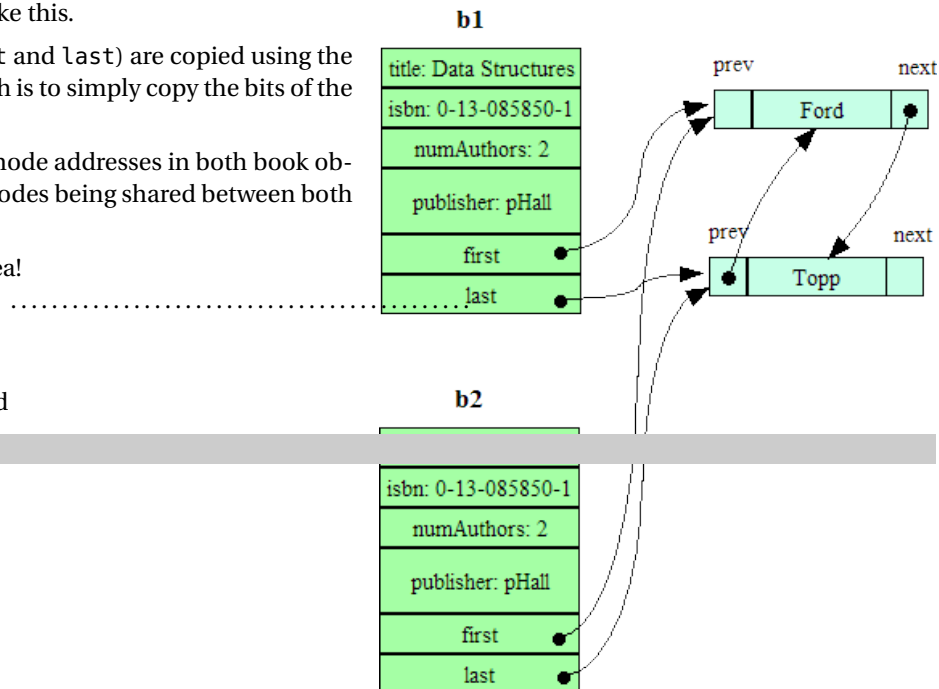 ke this.
t and last) are copied using the
h is to simply copy the bits of the
node addresses in both book ob-
odes being shared between both
ea!
......................................................
d
b1
title: Data Structures
isbn: 0-13-085850-1
numAuthors: 2
publisher: pHall
first
last
prev
next
Ford
prev
next
Topp
b2
isbn: 0-13-085850-1
numAuthors: 2
publisher: pHall
first
last